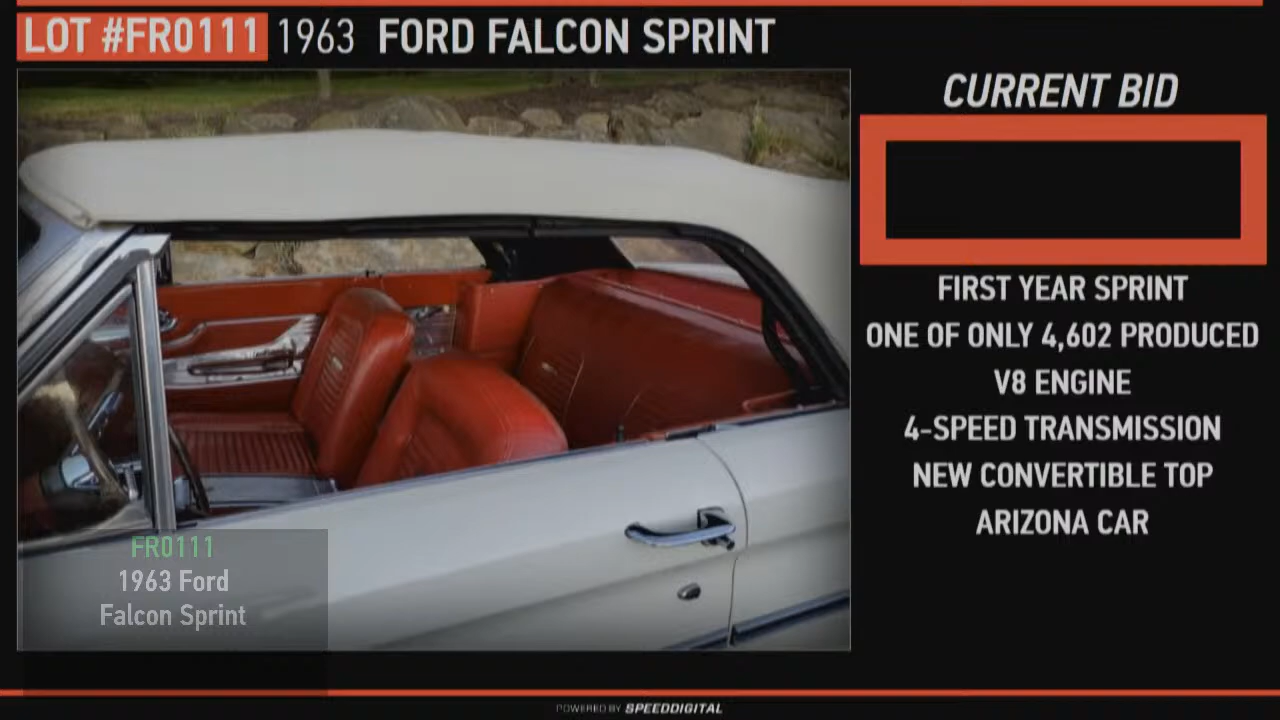 LOT #FR0111 1963 FORD FALCON SPRINT
CURRENT BID
FIRST YEAR SPRINT
ONE OF ONLY 4,602 PRODUCED
V8 ENGINE
4-SPEED TRANSMISSION
NEW CONVERTIBLE TOP
ARIZONA CAR
FR0111
1963 Ford
Falcon Sprint
POWERED BY SPEEDDIGITAL